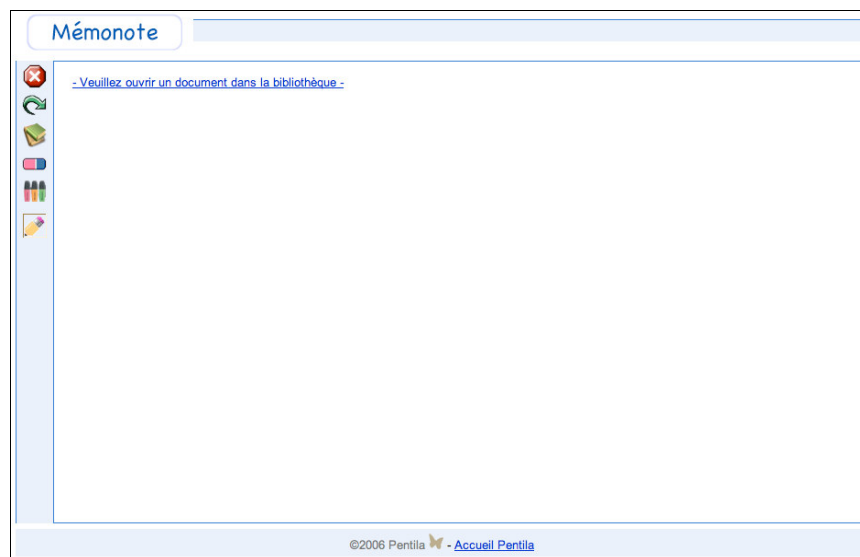 Mémonote
- Veuillez ouvrir un document dans la bibliothèque -
©2006 Pentila - Accueil Pentila